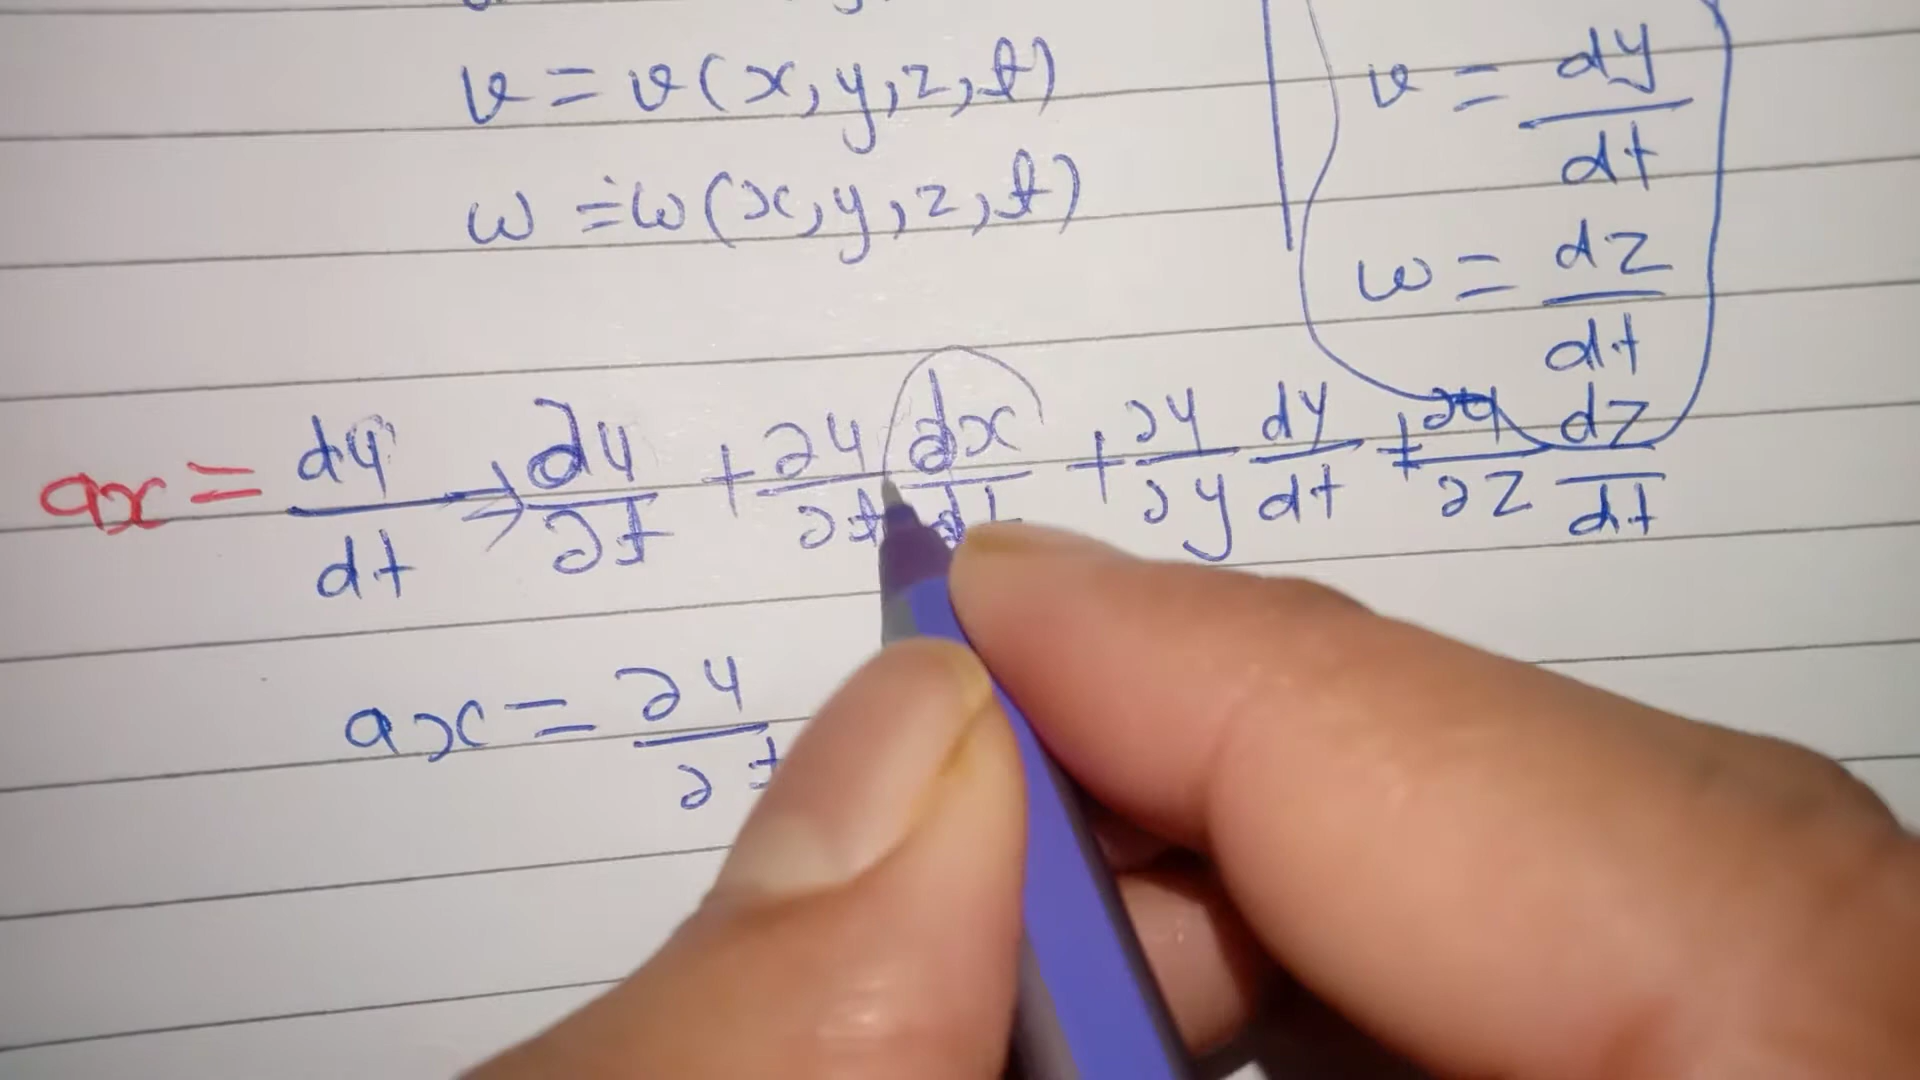 v = v(x, y, z, t)
w = w(x, y, z, t)
v = dy/dt
w = dz/dt
ax = du/dt ⇒ ∂u/∂t + ∂u/∂t dx/dt + ∂u/∂y dy/dt + ∂u/∂z dz/dt
ax = ∂u/∂t